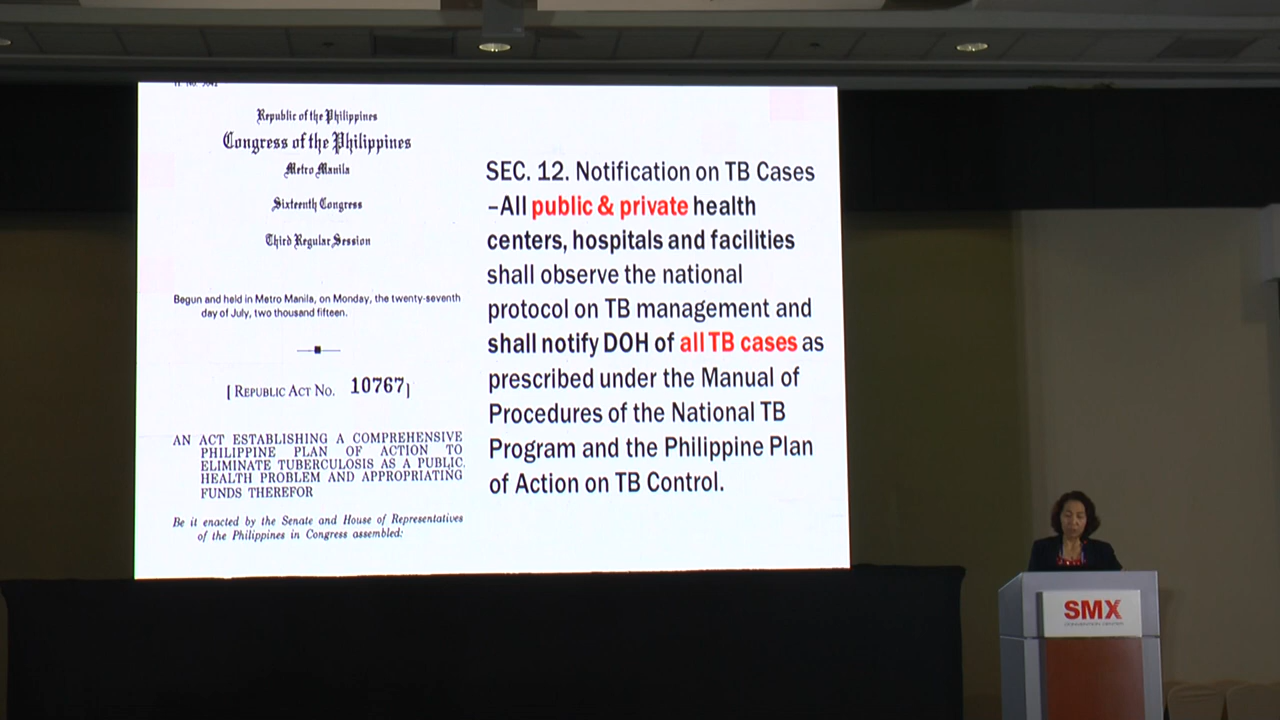 Republic of the Philippines
Congress of the Philippines
Metro Manila
Sixteenth Congress
Third Regular Session
Begun and held in Metro Manila, on Monday, the twenty-seventh
day of July, two thousand fifteen.
[ REPUBLIC ACT NO. 10767]
AN ACT ESTABLISHING A COMPREHENSIVE
PHILIPPINE PLAN OF ACTION TO
ELIMINATE TUBERCULOSIS AS A PUBLIC
HEALTH PROBLEM AND APPROPRIATING
FUNDS THEREFOR
Be it enacted by the Senate and House of Representatives
of the Philippines in Congress assembled:
SEC. 12. Notification on TB Cases
–All public & private health
centers, hospitals and facilities
shall observe the national
protocol on TB management and
shall notify DOH of all TB cases as
prescribed under the Manual of
Procedures of the National TB
Program and the Philippine Plan
of Action on TB Control.
SMX
CONVENTION CENTER